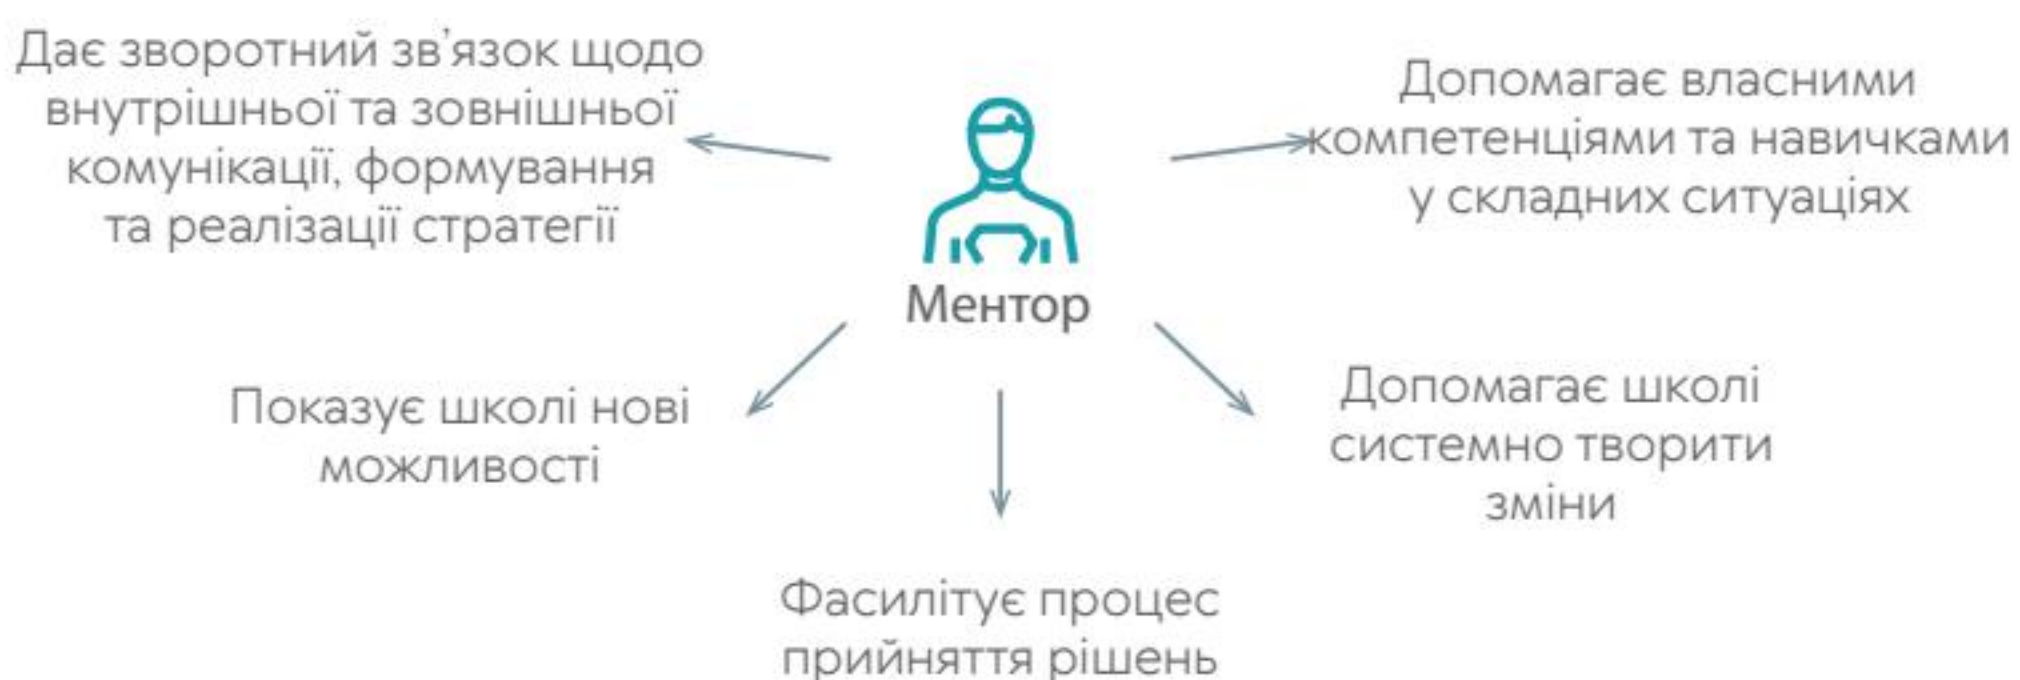 Дає зворотний зв'язок щодо
внутрішньої та зовнішньої
комунікації, формування
та реалізації стратегії
Допомагає власними
компетенціями та навичками
у складних ситуаціях
Ментор
Показує школі нові
можливості
Допомагає школі
системно творити
зміни
Фасилітує процес
прийняття рішень